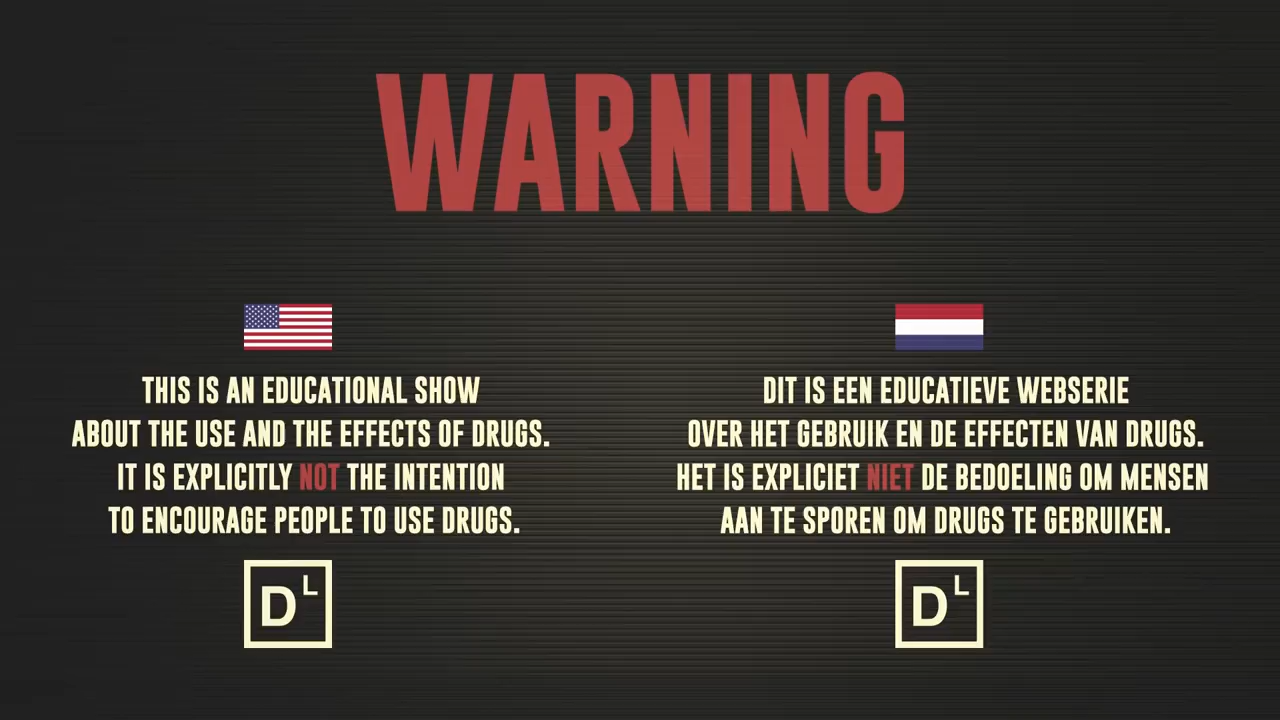 WARNING
THIS IS AN EDUCATIONAL SHOW
ABOUT THE USE AND THE EFFECTS OF DRUGS.
IT IS EXPLICITLY NOT THE INTENTION
TO ENCOURAGE PEOPLE TO USE DRUGS.
DL
DIT IS EEN EDUCATIEVE WEBSERIE
OVER HET GEBRUIK EN DE EFFECTEN VAN DRUGS.
HET IS EXPLICIET NIET DE BEDOELING OM MENSEN
AAN TE SPOREN OM DRUGS TE GEBRUIKEN.
DL